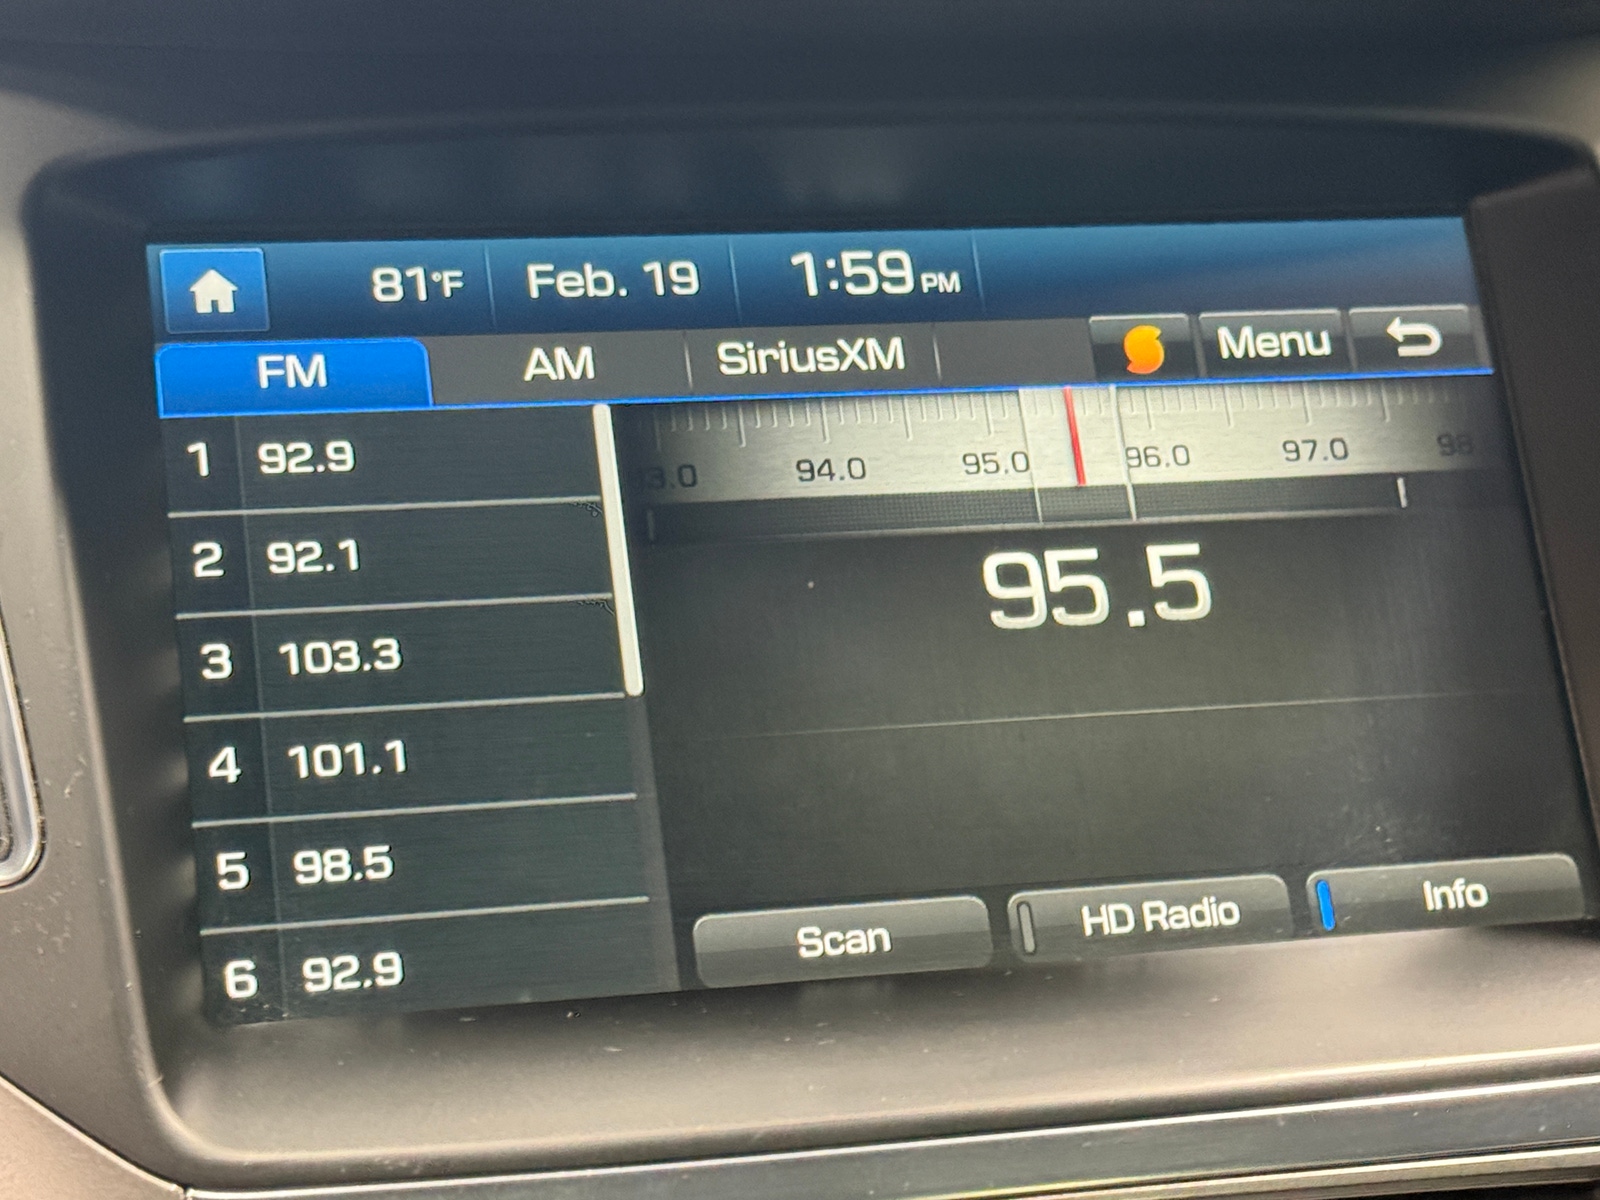 81°F Feb. 19 1:59 PM
FM AM SiriusXM Menu
1 92.9
2 92.1
3 103.3
4 101.1
5 98.5
6 92.9
94.0 95.0 96.0 97.0 98
95.5
Scan HD Radio Info